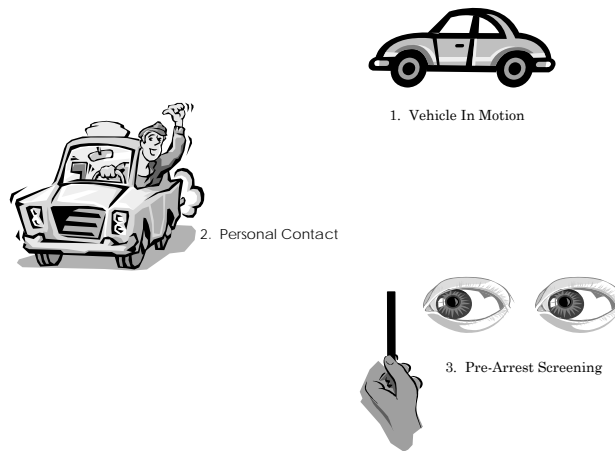 1. Vehicle In Motion
2. Personal Contact
3. Pre-Arrest Screening